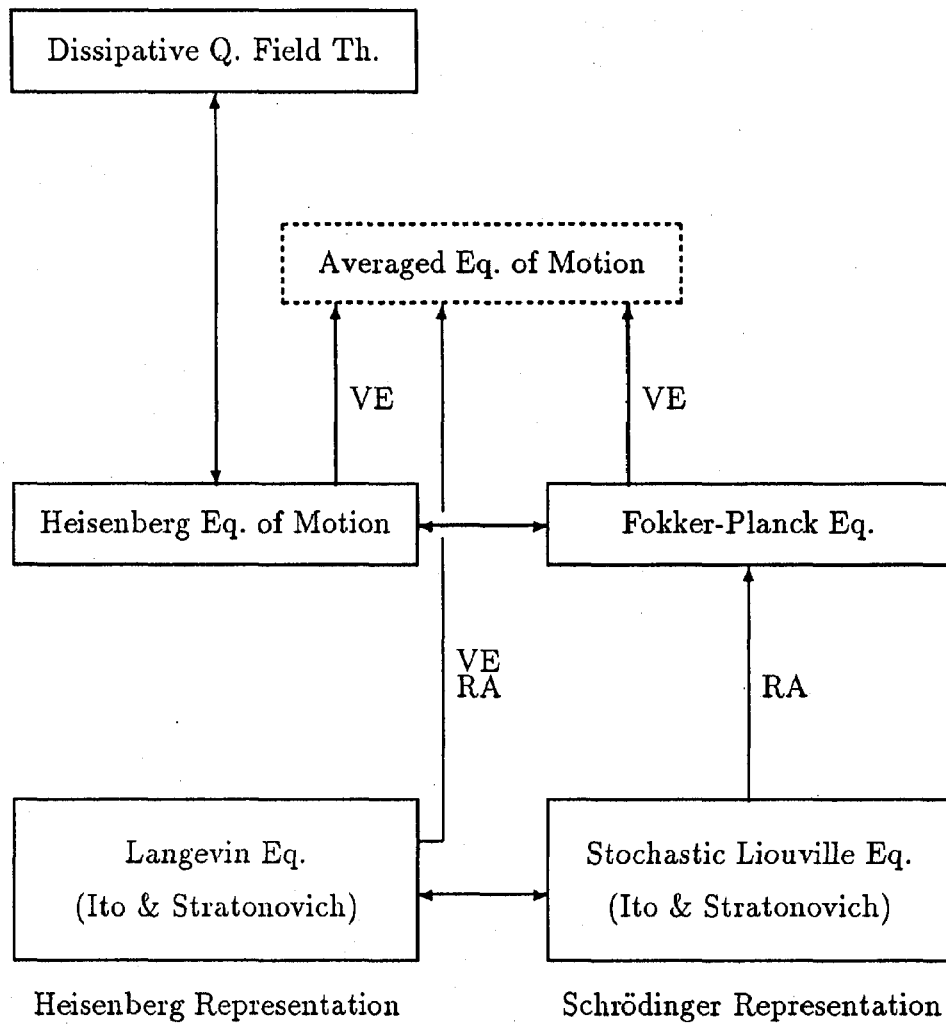 Dissipative Q. Field Th.
Averaged Eq. of Motion
VE
VE
Heisenberg Eq. of Motion
Fokker-Planck Eq.
VE
RA
RA
Langevin Eq.
(Ito & Stratonovich)
Stochastic Liouville Eq.
(Ito & Stratonovich)
Heisenberg Representation
Schrödinger Representation